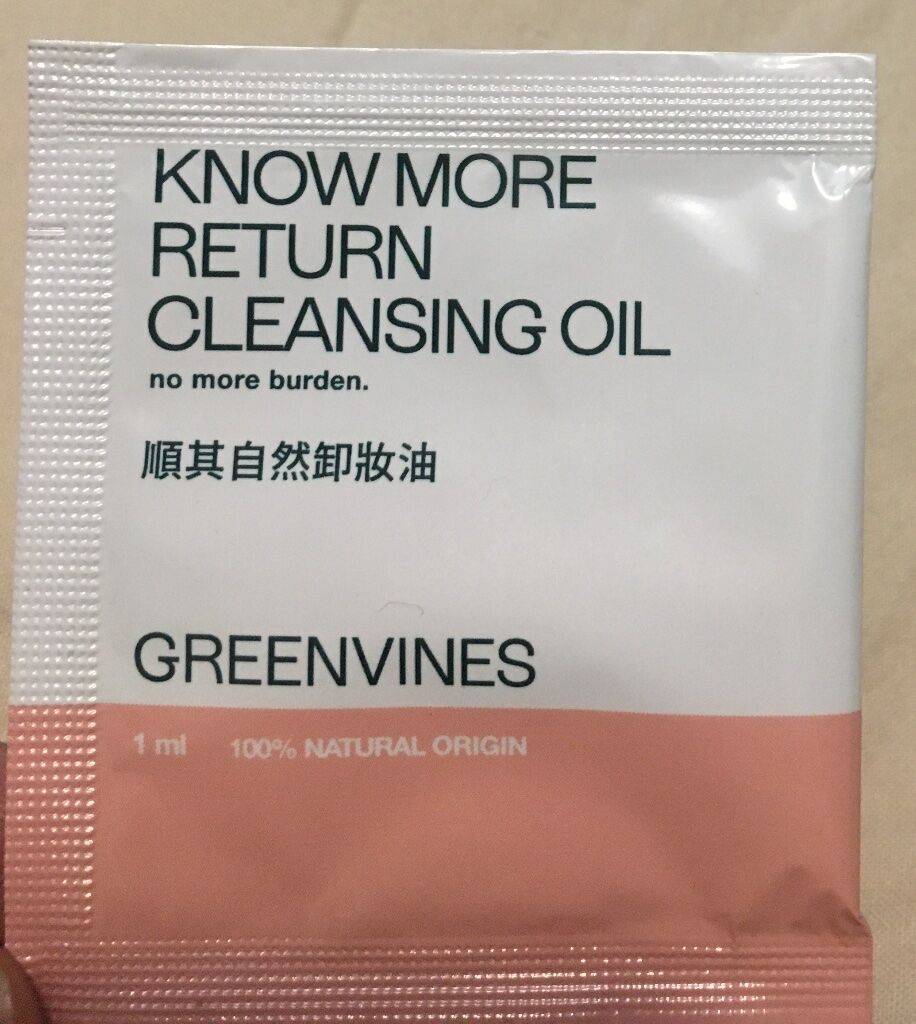 KNOW MORE
RETURN
CLEANSING OIL
no more burden.
順其自然卸妝油
GREENVINES
1 ml 100% NATURAL ORIGIN